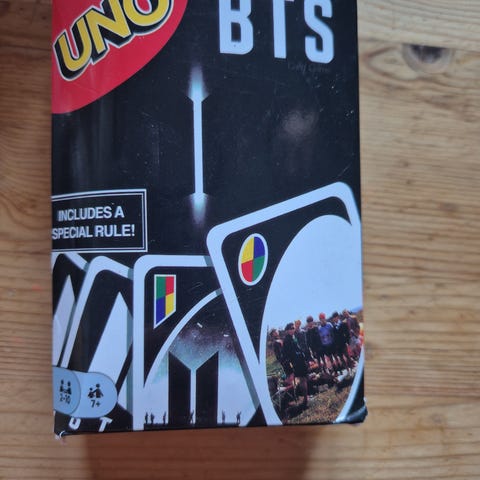 UNO
BTS
INCLUDES A
SPECIAL RULE!
2-10
7+